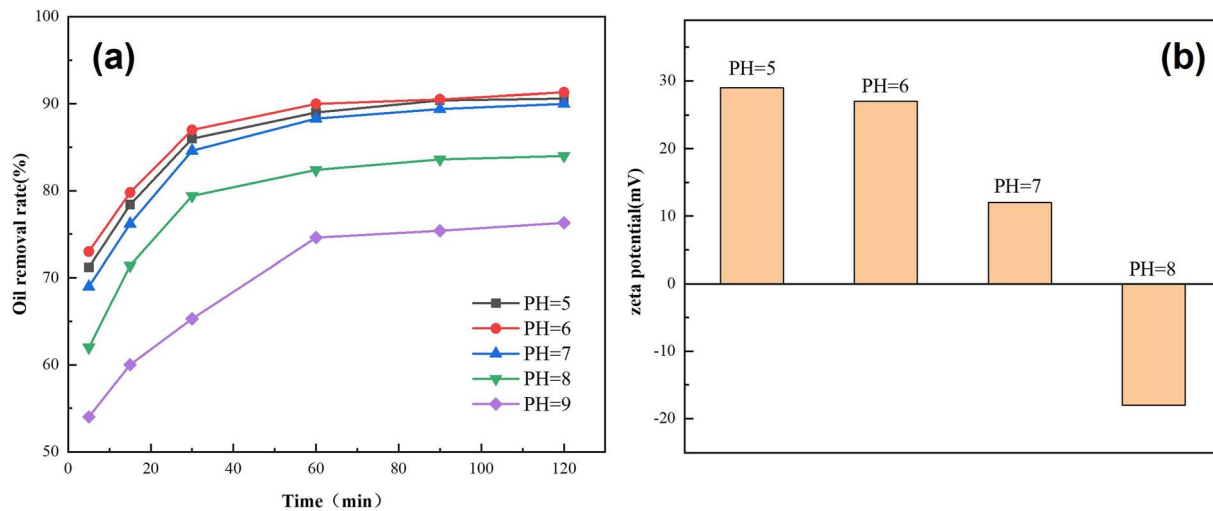 (a)
Oil removal rate(%)
100
90
80
70
60
50
0
20
40
60
80
100
120
Time（min）
PH=5
PH=6
PH=7
PH=8
PH=9
(b)
zeta potential(mV)
30
20
10
0
-10
-20
PH=5
PH=6
PH=7
PH=8